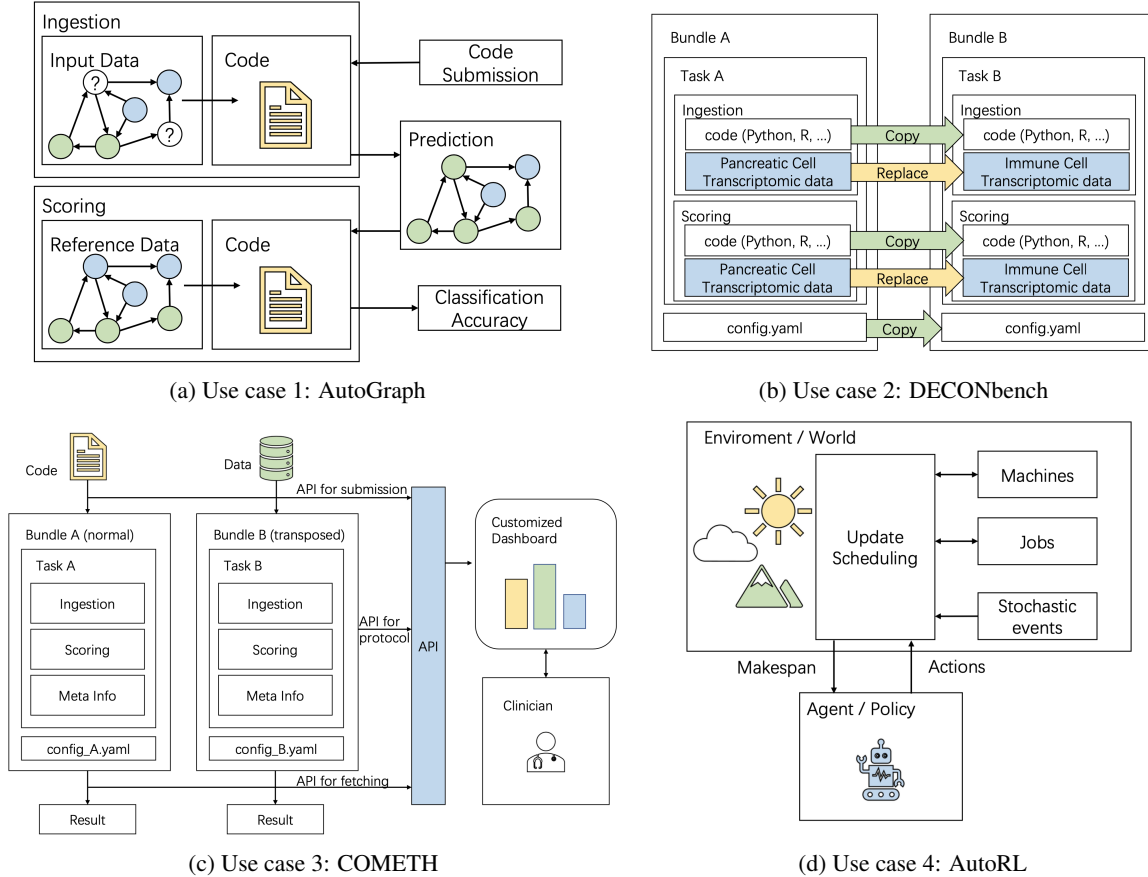 Ingestion
Input Data
?
?
Code
Code
Submission
Prediction
Scoring
Reference Data
Code
Classification
Accuracy
(a) Use case 1: AutoGraph
Bundle A
Bundle B
Task A
Task B
Ingestion
Ingestion
code (Python, R, ...)
Copy
code (Python, R, ...)
Pancreatic Cell
Transcriptomic data
Replace
Immune Cell
Transcriptomic data
Scoring
Scoring
code (Python, R, ...)
Copy
code (Python, R, ...)
Pancreatic Cell
Transcriptomic data
Replace
Immune Cell
Transcriptomic data
config.yaml
Copy
config.yaml
(b) Use case 2: DECONbench
Code
Data
API for submission
Bundle A (normal)
Task A
Ingestion
Scoring
Meta Info
config_A.yaml
Result
Bundle B (transposed)
Task B
Ingestion
Scoring
Meta Info
config_B.yaml
Result
API for
protocol
API for fetching
API
Customized
Dashboard
Clinician
(c) Use case 3: COMETH
Enviroment / World
Update
Scheduling
Machines
Jobs
Stochastic
events
Makespan
Actions
Agent / Policy
(d) Use case 4: AutoRL